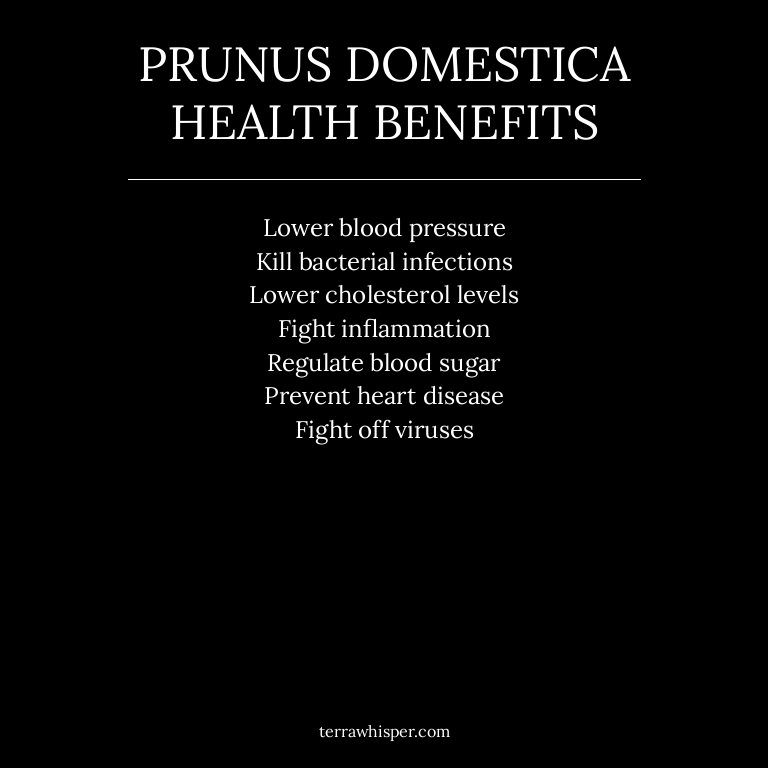 PRUNUS DOMESTICA
HEALTH BENEFITS
Lower blood pressure
Kill bacterial infections
Lower cholesterol levels
Fight inflammation
Regulate blood sugar
Prevent heart disease
Fight off viruses
terrawhisper.com